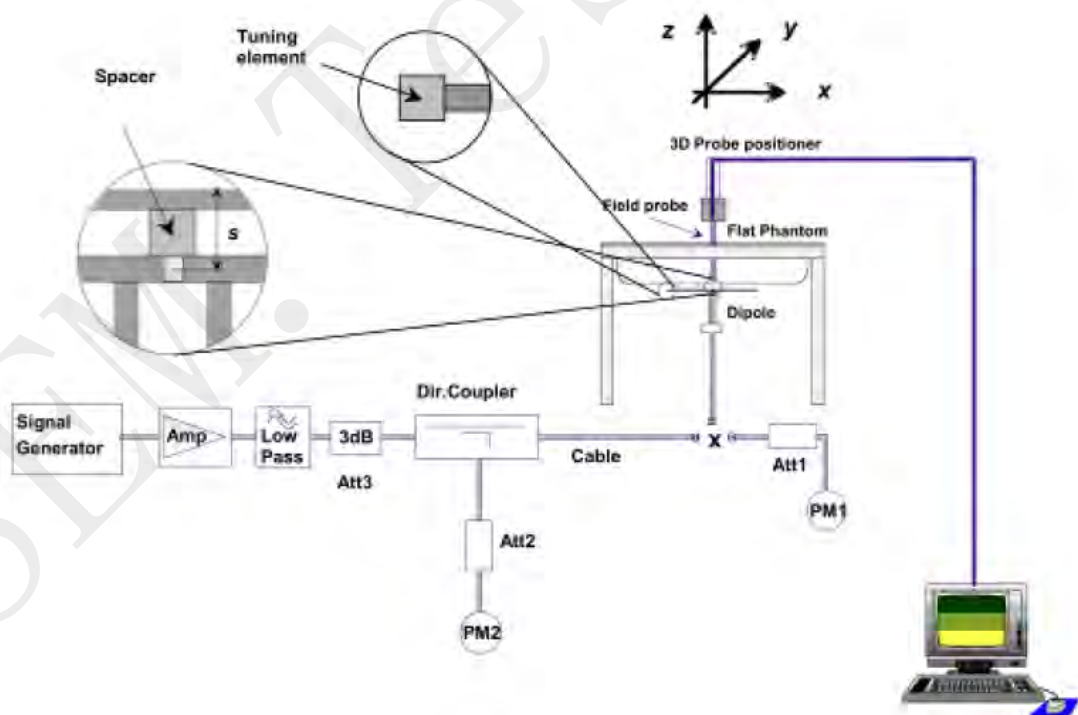 Tuning
element
Spacer
s
z
y
x
3D Probe positioner
Field probe
Flat Phantom
Dipole
Dir.Coupler
Signal
Generator
Amp
Low
Pass
3dB
Att3
Cable
x
Att1
PM1
Att2
PM2